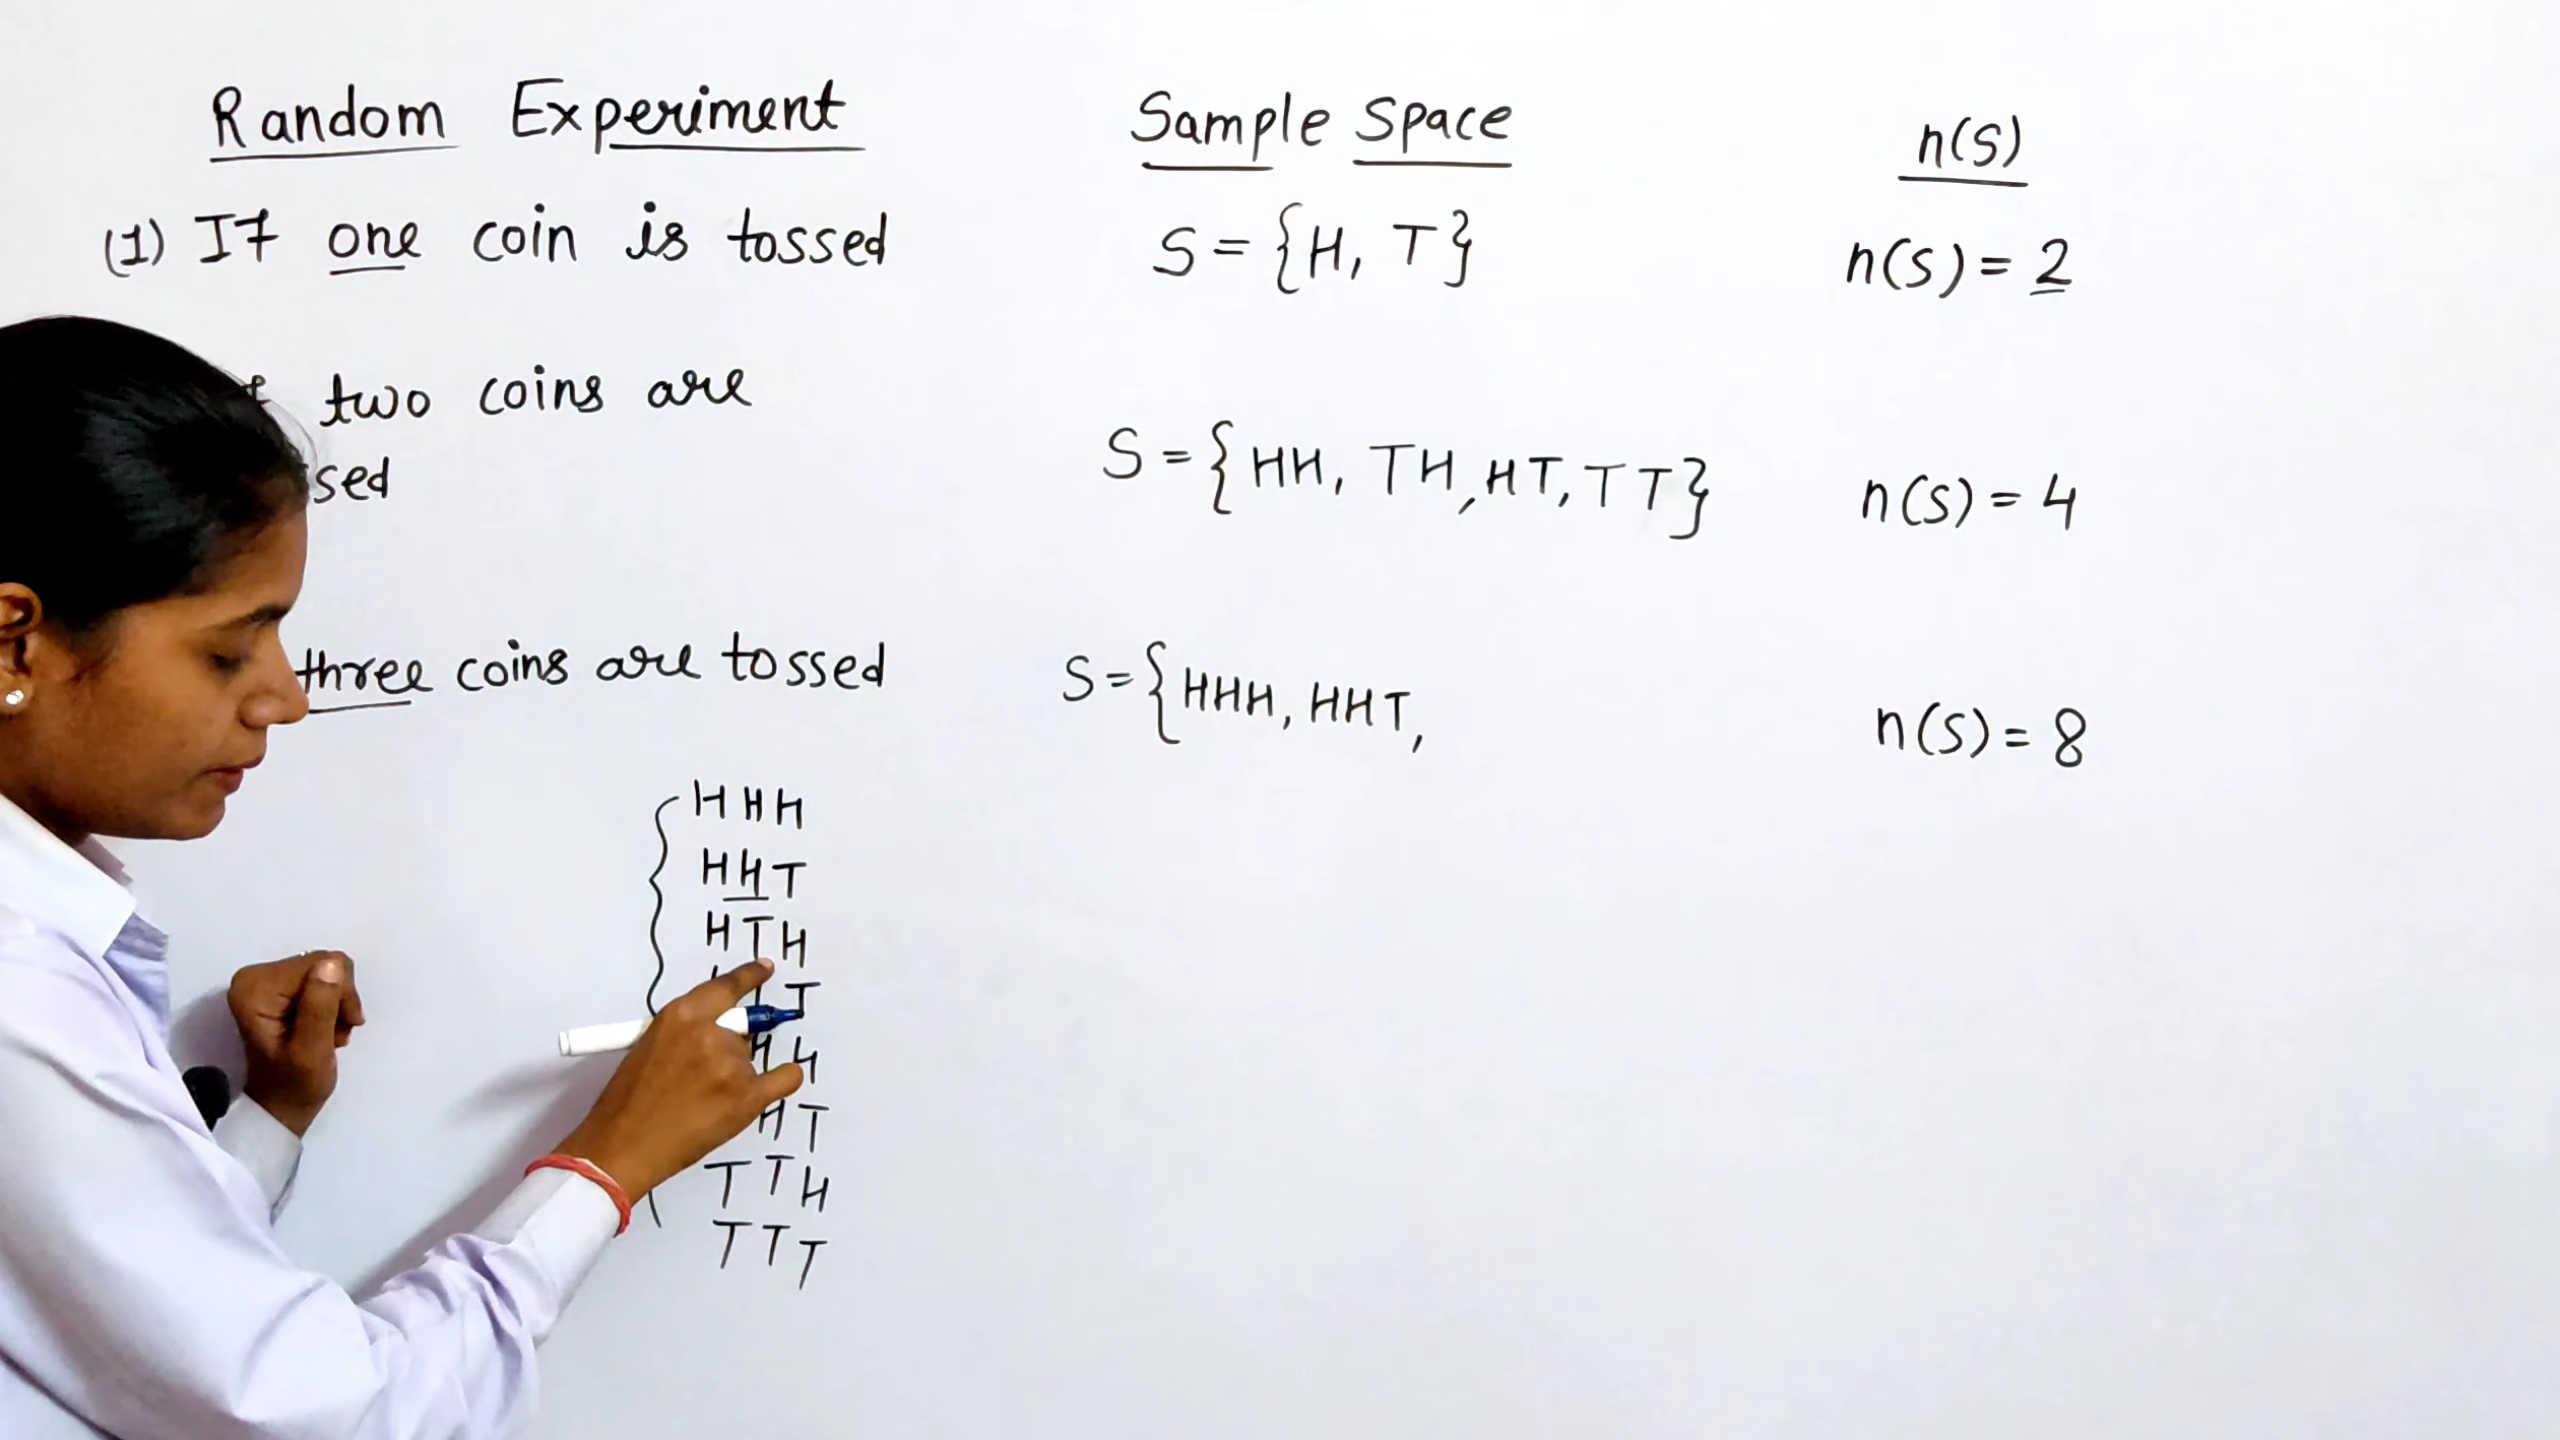 Random Experiment Sample Space n(S)
(1) If one coin is tossed S = {H, T} n(S) = 2
two coins are
sed S = {HH, TH, HT, TT} n(S) = 4
three coins are tossed S = {HHH, HHT, n(S) = 8
HHH
HHT
HTH
T
HH
HT
TTH
TTT